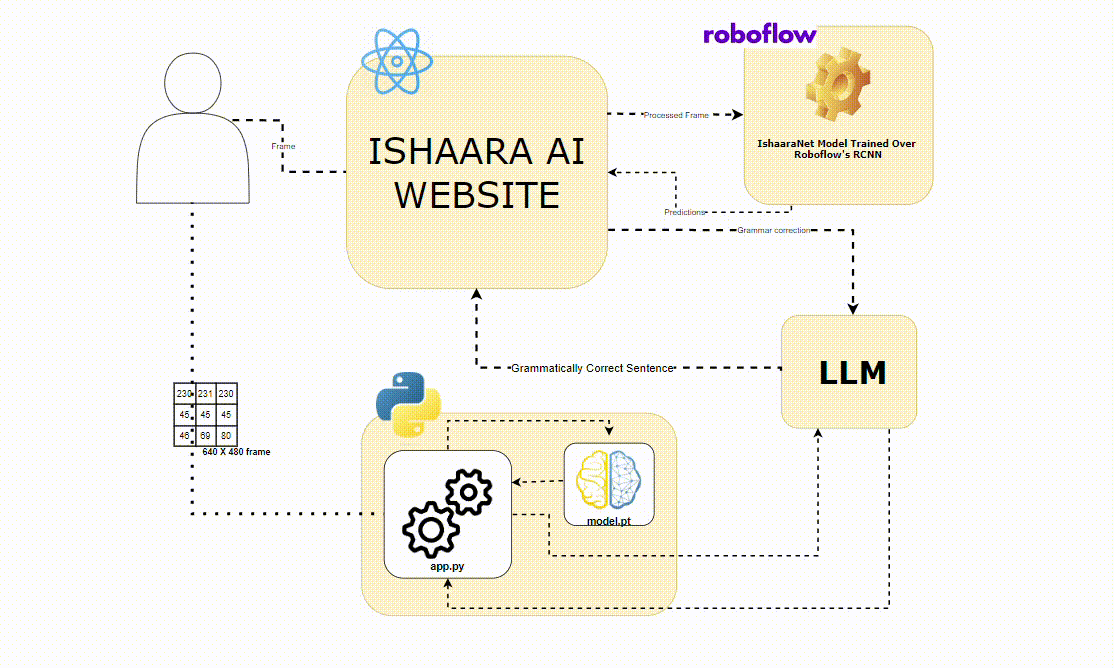 roboflow
ISHAARA AI
WEBSITE
Frame
Processed Frame
IshaaraNet Model Trained Over
Roboflow's RCNN
Predictions
Grammar correction
LLM
Grammatically Correct Sentence
230 231 230
45 45 45
46 69 80
640 X 480 frame
model.pt
app.py